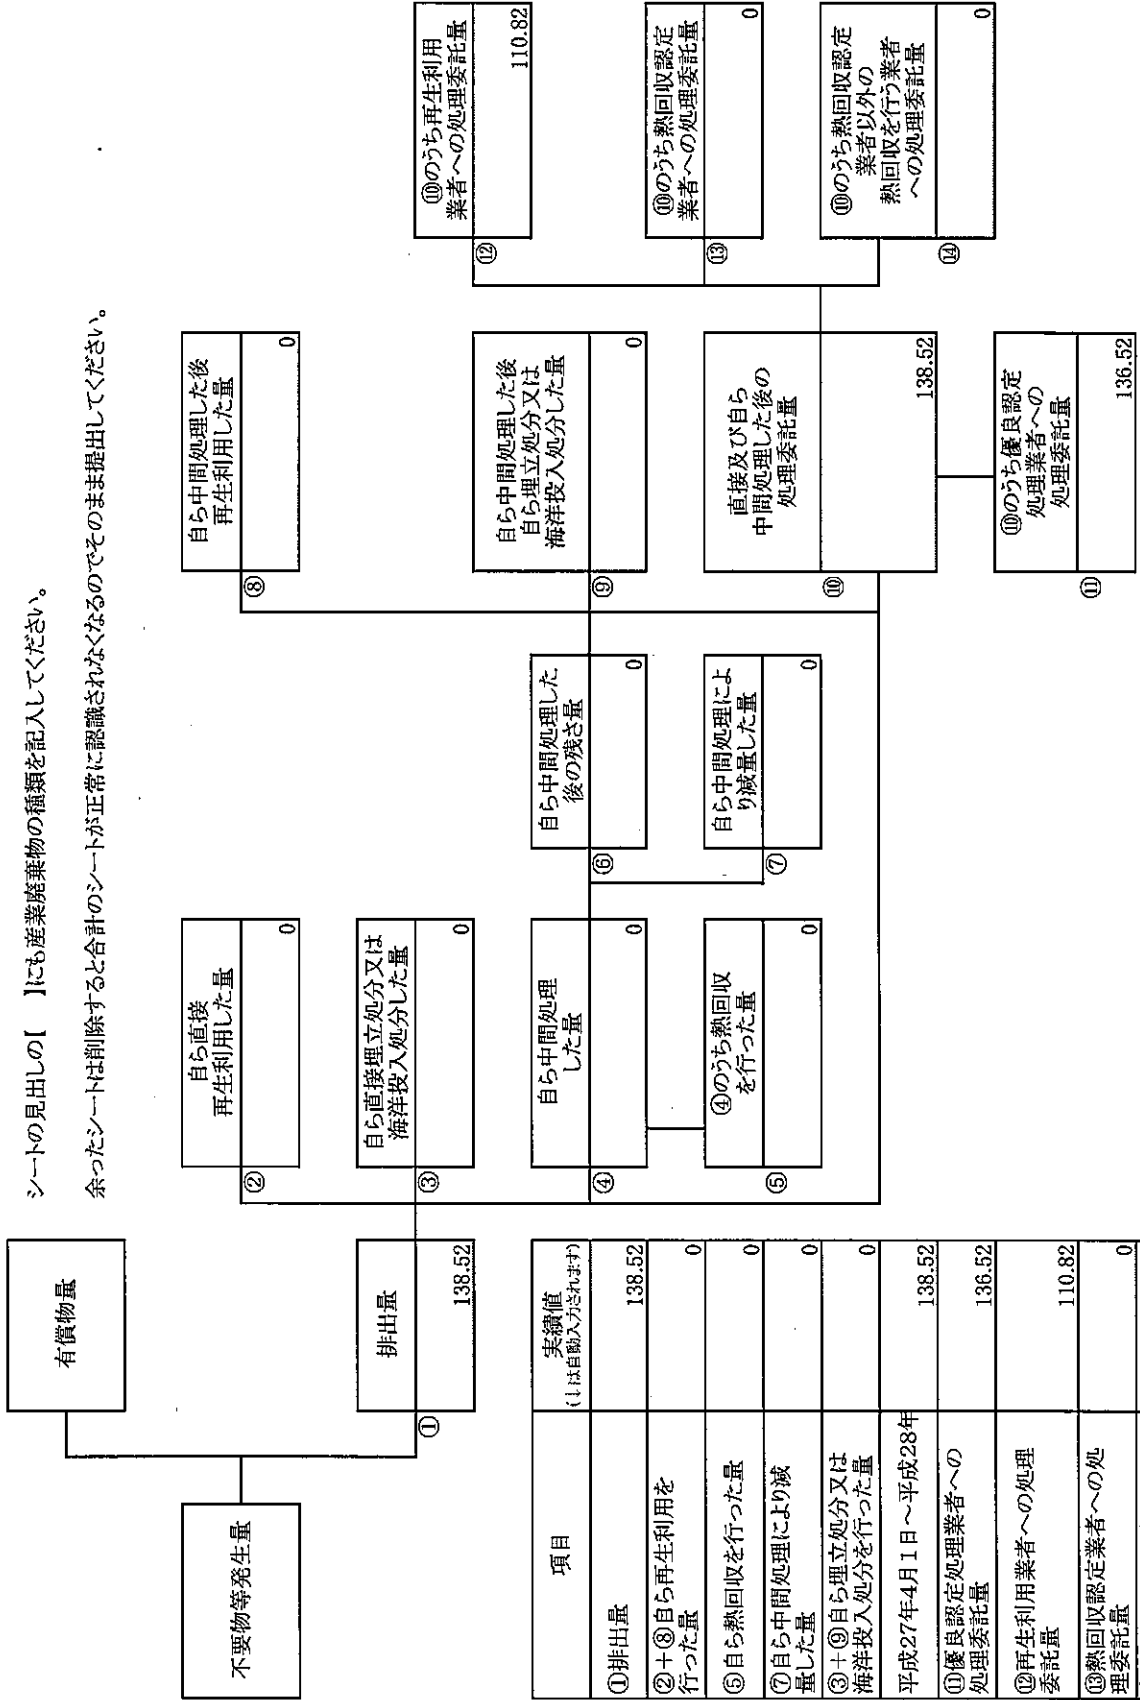 シートの見出しの【　】にも産業廃棄物の種類を記入してください。
余ったシートは削除すると合計のシートが正常に認識されなくなるのでそのまま提出してください。
不要物等発生量
有償物量
①
排出量
138.52
②
自ら直接
再生利用した量
0
③
自ら直接埋立処分又は
海洋投入処分した量
0
④
自ら中間処理
した量
0
⑤
④のうち熱回収
を行った量
0
⑥
自ら中間処理した
後の残さ量
0
⑦
自ら中間処理によ
り減量した量
0
⑧
自ら中間処理した後
再生利用した量
0
⑨
自ら中間処理した後
自ら埋立処分又は
海洋投入処分した量
0
⑩
直接及び自ら
中間処理した後の
処理委託量
138.52
⑪
⑩のうち優良認定
処理業者への
処理委託量
136.52
⑫
⑩のうち再生利用
業者への処理委託量
110.82
⑬
⑩のうち熱回収認定
業者への処理委託量
0
⑭
⑩のうち熱回収認定
業者以外の
熱回収を行う業者
への処理委託量
0
項目
実績値
(↓は自動入力されます)
①排出量
138.52
②＋⑧自ら再生利用を
行った量
0
⑤自ら熱回収を行った量
0
⑦自ら中間処理により減
量した量
0
③＋⑨自ら埋立処分又は
海洋投入処分を行った量
0
平成27年4月1日～平成28年
138.52
⑪優良認定処理業者への
処理委託量
136.52
⑫再生利用業者への処理
委託量
110.82
⑬熱回収認定業者への処
理委託量
0